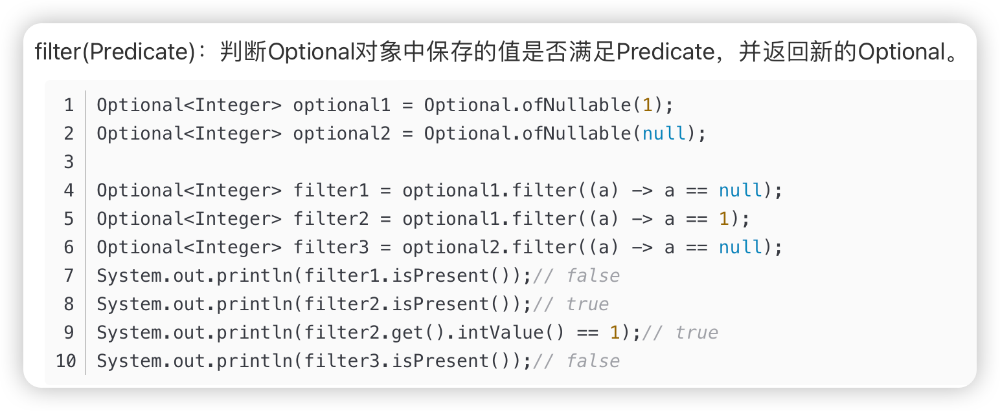 filter(Predicate)：判断Optional对象中保存的值是否满足Predicate，并返回新的Optional。
1 Optional<Integer> optional1 = Optional.ofNullable(1);
2 Optional<Integer> optional2 = Optional.ofNullable(null);
3
4 Optional<Integer> filter1 = optional1.filter((a) -> a == null);
5 Optional<Integer> filter2 = optional1.filter((a) -> a == 1);
6 Optional<Integer> filter3 = optional2.filter((a) -> a == null);
7 System.out.println(filter1.isPresent());// false
8 System.out.println(filter2.isPresent());// true
9 System.out.println(filter2.get().intValue() == 1);// true
10 System.out.println(filter3.isPresent());// false